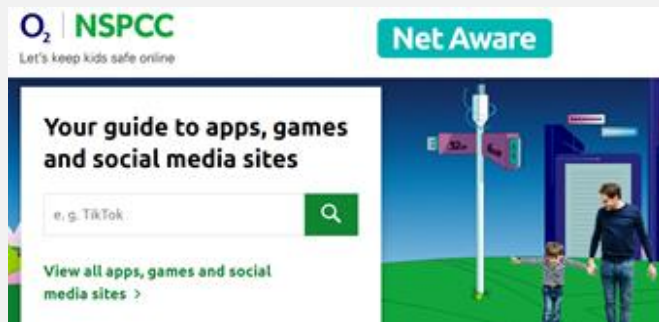 O₂ NSPCC
Let's keep kids safe online
Net Aware
Your guide to apps, games
and social media sites
e.g. TikTok
View all apps, games and social
media sites >